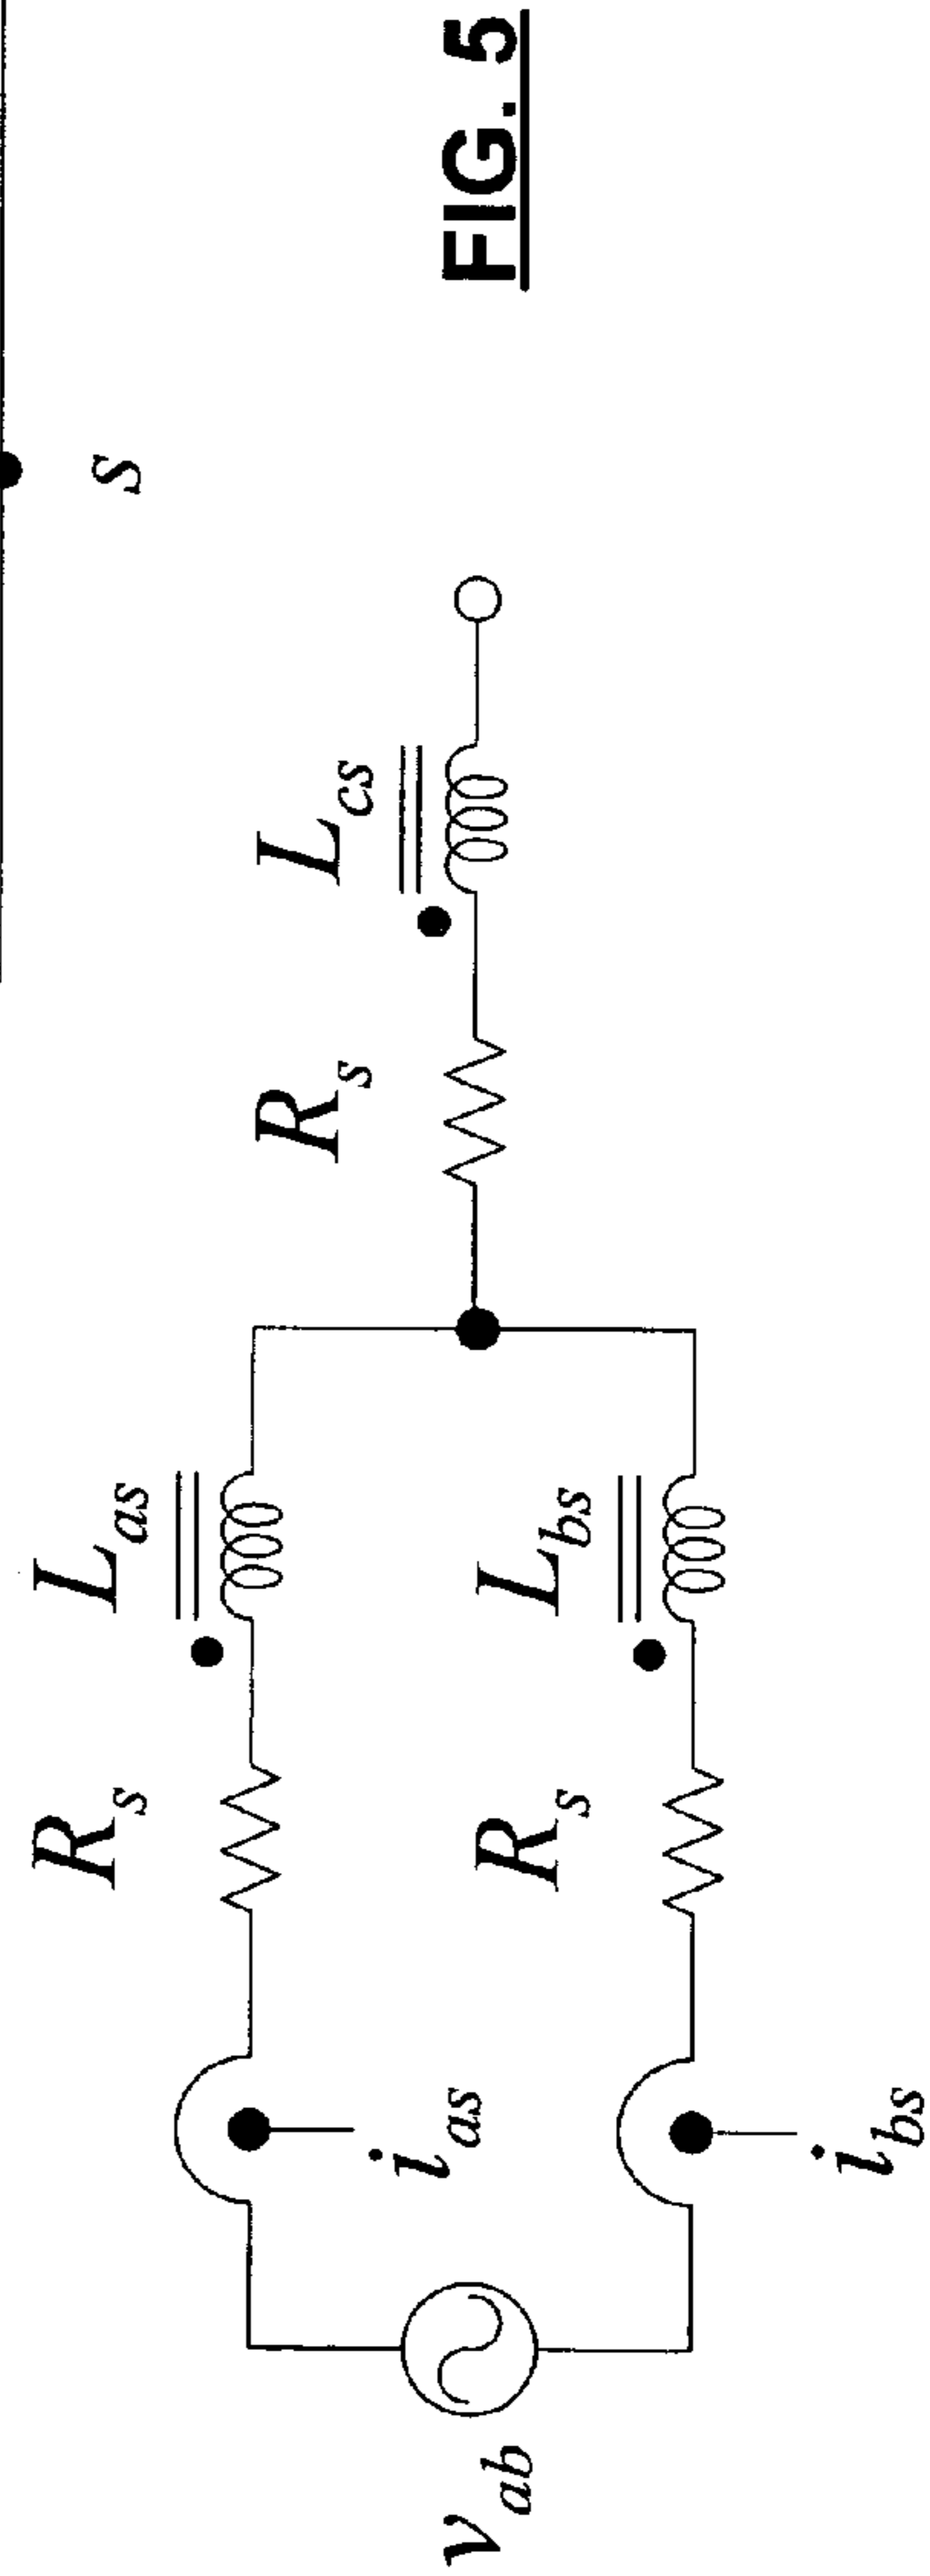 s
R_s L_as
i_as
v_ab
R_s L_cs
R_s L_bs
i_bs
FIG. 5